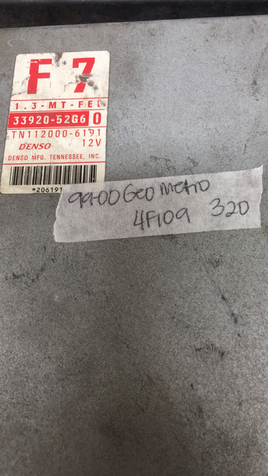 F 7
1.3-MT-FED
33920-52G6 0
TN112000-6191
DENSO 12V
DENSO MFG. TENNESSEE, INC.
*206191
99-00 Geo metro
4F109 320